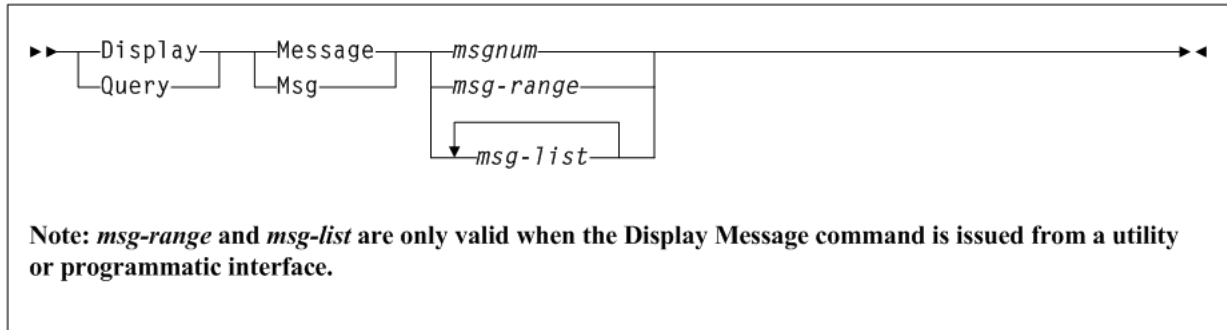 Display Message msgnum
Query Msg msg-range
msg-list
Note: msg-range and msg-list are only valid when the Display Message command is issued from a utility
or programmatic interface.